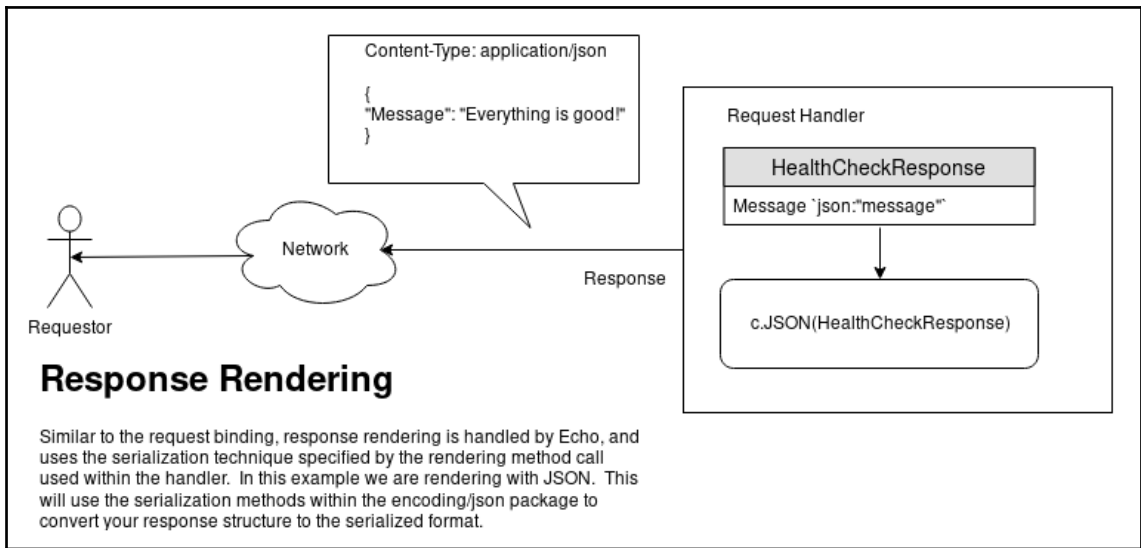 Content-Type: application/json
{
"Message": "Everything is good!"
}
Request Handler
HealthCheckResponse
Message `json:"message"`
Network
Response
c.JSON(HealthCheckResponse)
Requestor
Response Rendering
Similar to the request binding, response rendering is handled by Echo, and
uses the serialization technique specified by the rendering method call
used within the handler.  In this example we are rendering with JSON.  This
will use the serialization methods within the encoding/json package to
convert your response structure to the serialized format.